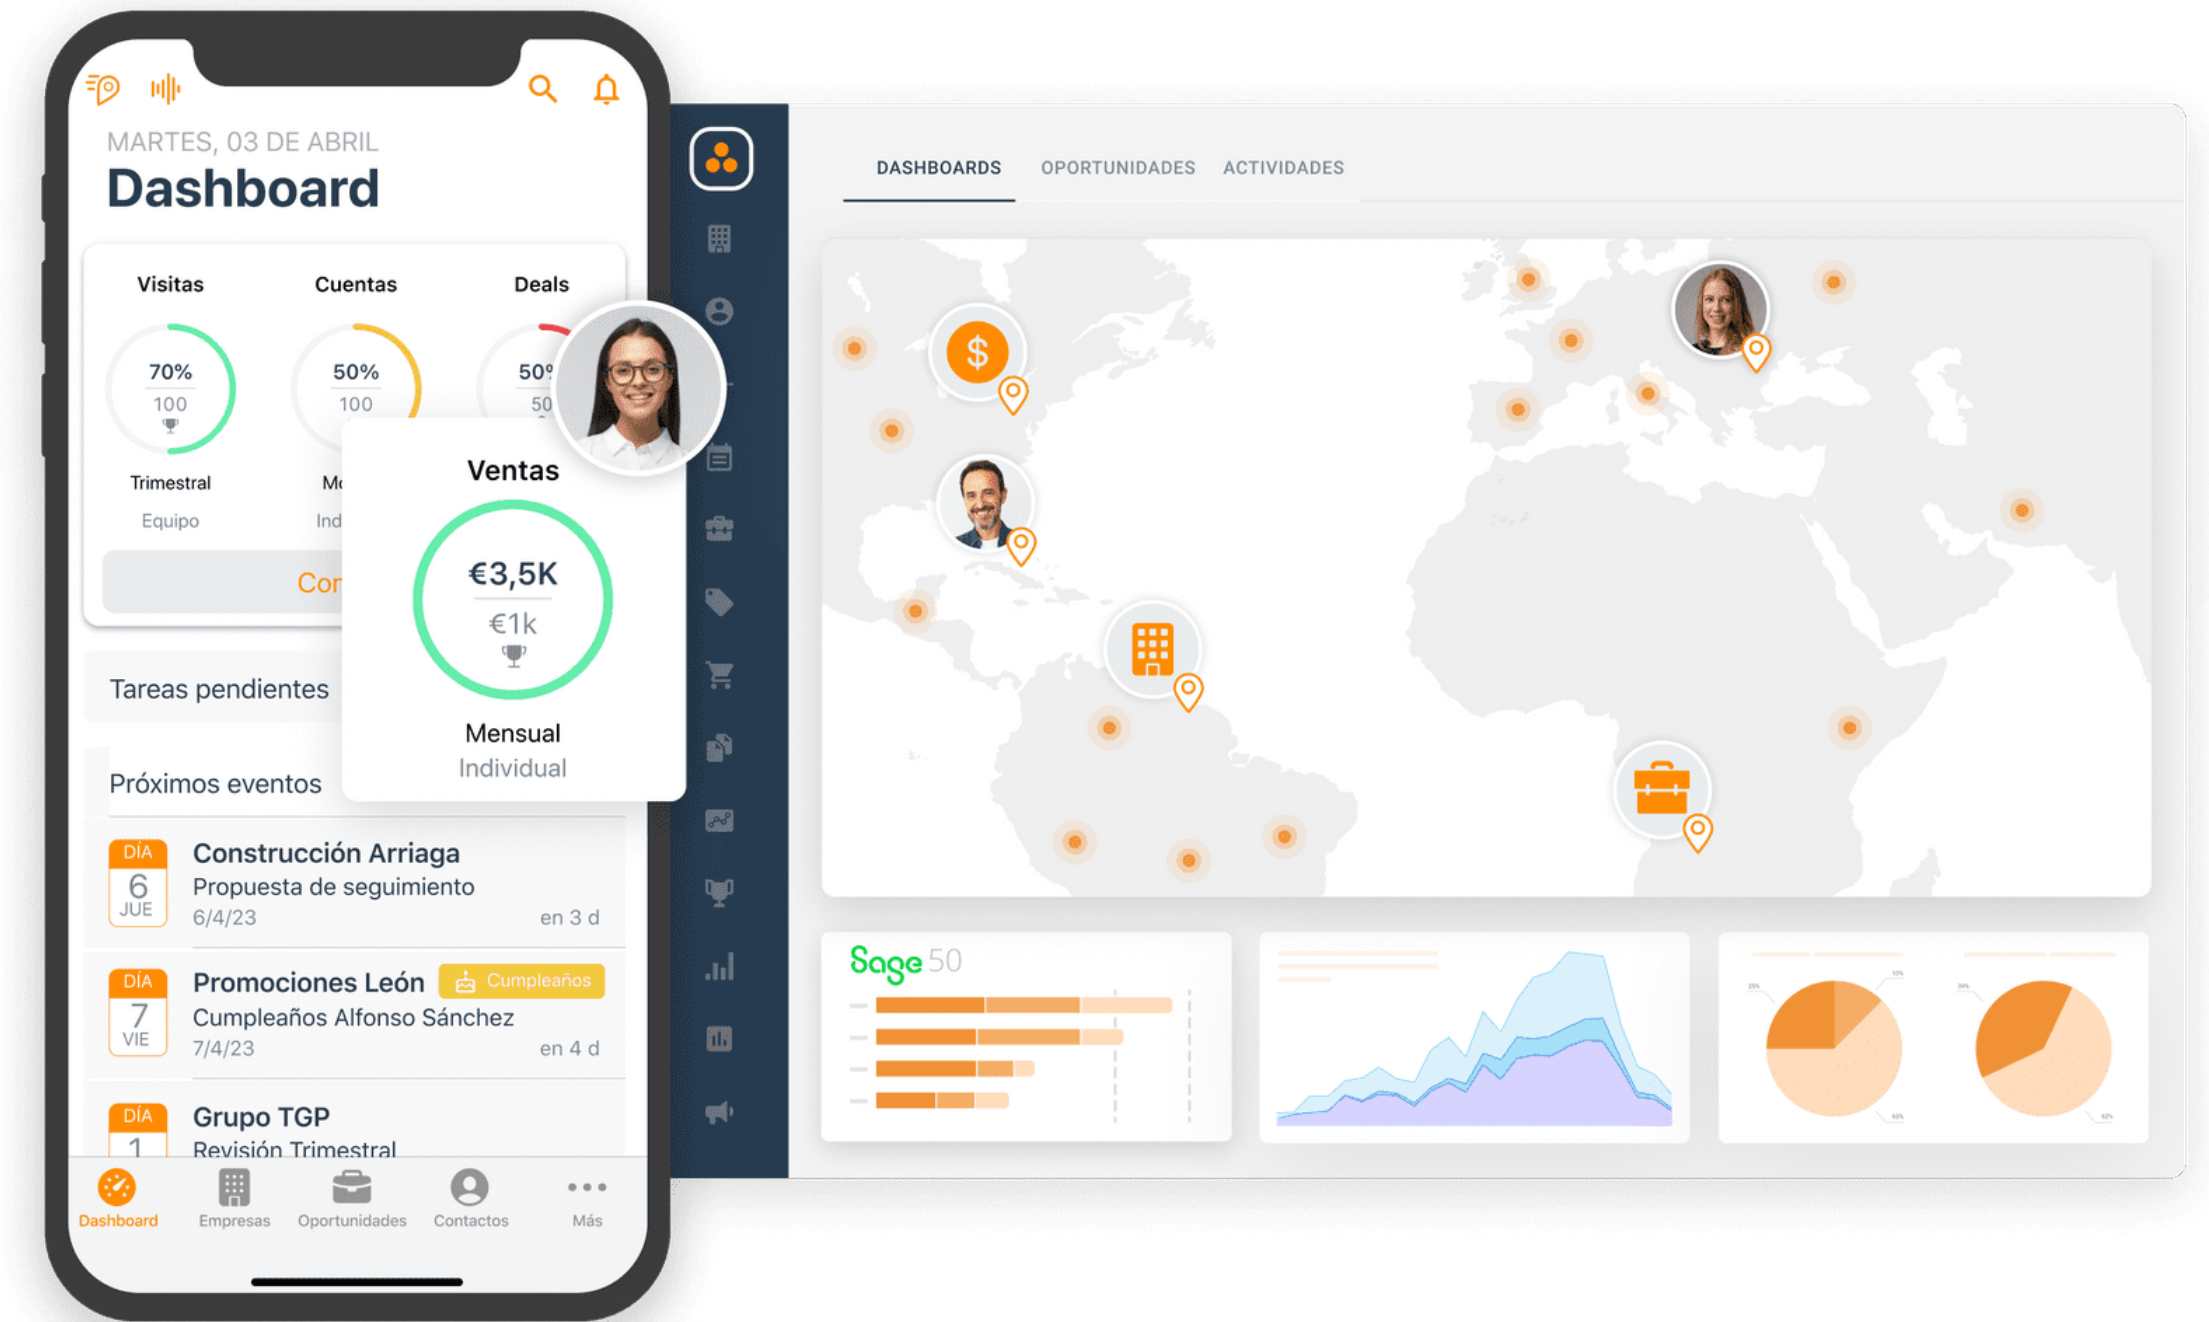 MARTES, 03 DE ABRIL
Dashboard
Visitas
Cuentas
Deals
70%
100
50%
100
50
Trimestral
Equipo
Ventas
€3,5K
€1k
Mensual
Individual
Tareas pendientes
Próximos eventos
DÍA
6
JUE
Construcción Arriaga
Propuesta de seguimiento
6/4/23
en 3 d
DÍA
7
VIE
Promociones León
Cumpleaños
Cumpleaños Alfonso Sánchez
7/4/23
en 4 d
DÍA
1
Grupo TGP
Revisión Trimestral
Dashboard
Empresas
Oportunidades
Contactos
Más
DASHBOARDS
OPORTUNIDADES
ACTIVIDADES
$
Sage 50